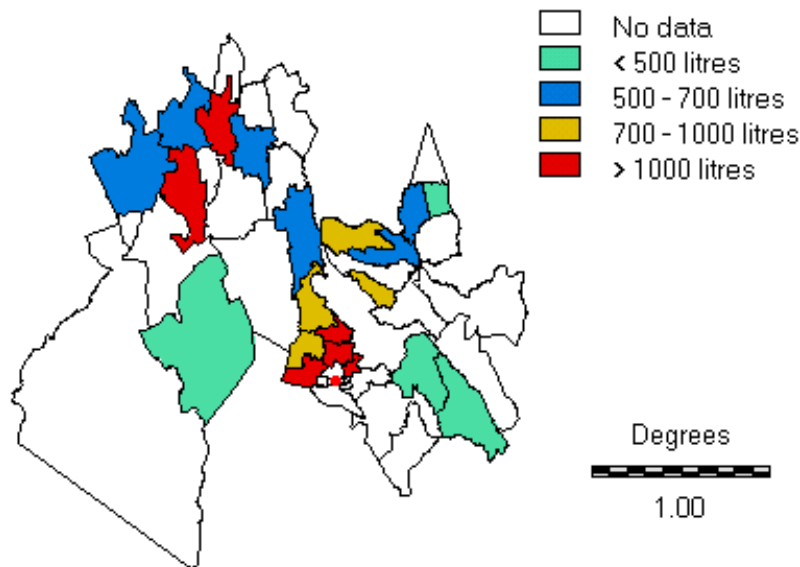 No data
< 500 litres
500 - 700 litres
700 - 1000 litres
> 1000 litres
Degrees
1.00